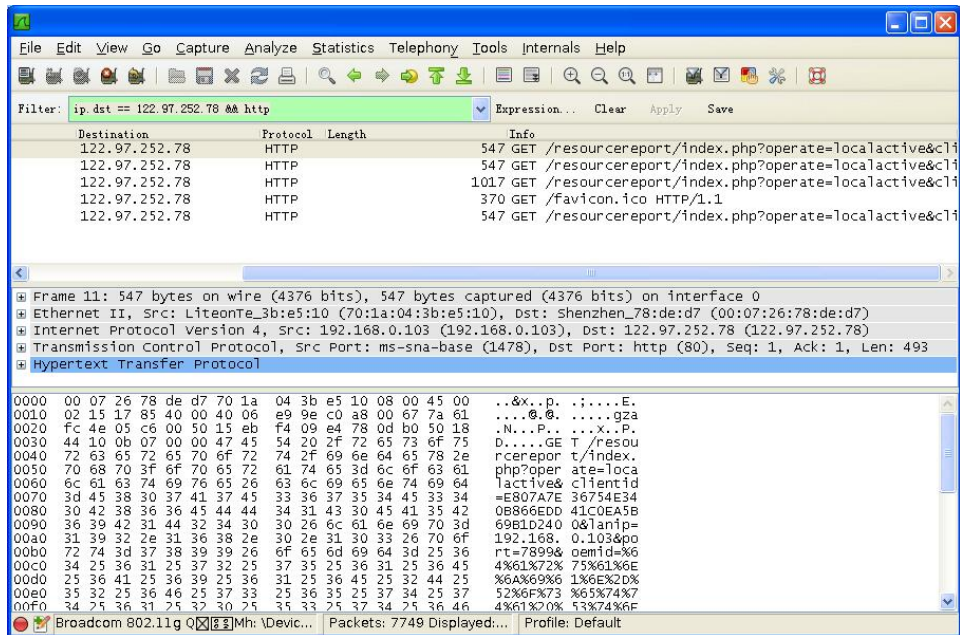 File Edit View Go Capture Analyze Statistics Telephony Tools Internals Help
Filter: ip.dst == 122.97.252.78 && http Expression... Clear Apply Save
Destination Protocol Length Info
122.97.252.78 HTTP 547 GET /resourcereport/index.php?operate=localactive&cli
122.97.252.78 HTTP 547 GET /resourcereport/index.php?operate=localactive&cli
122.97.252.78 HTTP 1017 GET /resourcereport/index.php?operate=localactive&cli
122.97.252.78 HTTP 370 GET /favicon.ico HTTP/1.1
122.97.252.78 HTTP 547 GET /resourcereport/index.php?operate=localactive&cli
Frame 11: 547 bytes on wire (4376 bits), 547 bytes captured (4376 bits) on interface 0
Ethernet II, Src: LiteonTe_3b:e5:10 (70:1a:04:3b:e5:10), Dst: Shenzhen_78:de:d7 (00:07:26:78:de:d7)
Internet Protocol Version 4, Src: 192.168.0.103 (192.168.0.103), Dst: 122.97.252.78 (122.97.252.78)
Transmission Control Protocol, Src Port: ms-sna-base (1478), Dst Port: http (80), Seq: 1, Ack: 1, Len: 493
Hypertext Transfer Protocol
0000 00 07 26 78 de d7 70 1a 04 3b e5 10 08 00 45 00 ..&x..p. .;....E.
0010 02 15 17 85 40 00 40 06 e9 9e c0 a8 00 67 7a 61 ....@.@. .....gza
0020 fc 4e 05 c6 00 50 15 eb f4 09 e4 78 0d b0 50 18 .N...P.. ...x..P.
0030 44 10 0b 07 00 00 47 45 54 20 2f 72 65 73 6f 75 D.....GE T /resou
0040 72 63 65 72 65 70 6f 72 74 2f 69 6e 64 65 78 2e rcerepor t/index.
0050 70 68 70 3f 6f 70 65 72 61 74 65 3d 6c 6f 63 61 php?oper ate=loca
0060 6c 61 63 74 69 76 65 26 63 6c 69 65 6e 74 69 64 lactive& clientid
0070 3d 45 38 30 37 41 37 45 33 36 37 35 34 45 33 34 =E807A7E 36754E34
0080 30 42 38 36 36 45 44 44 34 31 43 30 45 41 35 42 0B866EDD 41C0EA5B
0090 36 39 42 31 44 32 34 30 30 26 6c 61 6e 69 70 3d 69B1D240 0&lanip=
00a0 31 39 32 2e 31 36 38 2e 30 2e 31 30 33 26 70 6f 192.168. 0.103&po
00b0 72 74 3d 37 38 39 39 26 6f 65 6d 69 64 3d 25 36 rt=7899& oemid=%6
00c0 34 25 36 31 25 37 32 25 37 35 25 36 31 25 36 45 4%61%72% 75%61%6E
00d0 25 36 41 25 36 39 25 36 31 25 36 45 25 32 44 25 %6A%69%6 1%6E%2D%
00e0 35 32 25 36 46 25 37 33 25 36 35 25 37 34 25 37 52%6F%73 %65%74%7
00f0 34 25 36 31 25 32 30 25 35 33 25 37 34 25 36 46 4%61%20% 53%74%6F
Broadcom 802.11g Mh: \Devic... Packets: 7749 Displayed:... Profile: Default